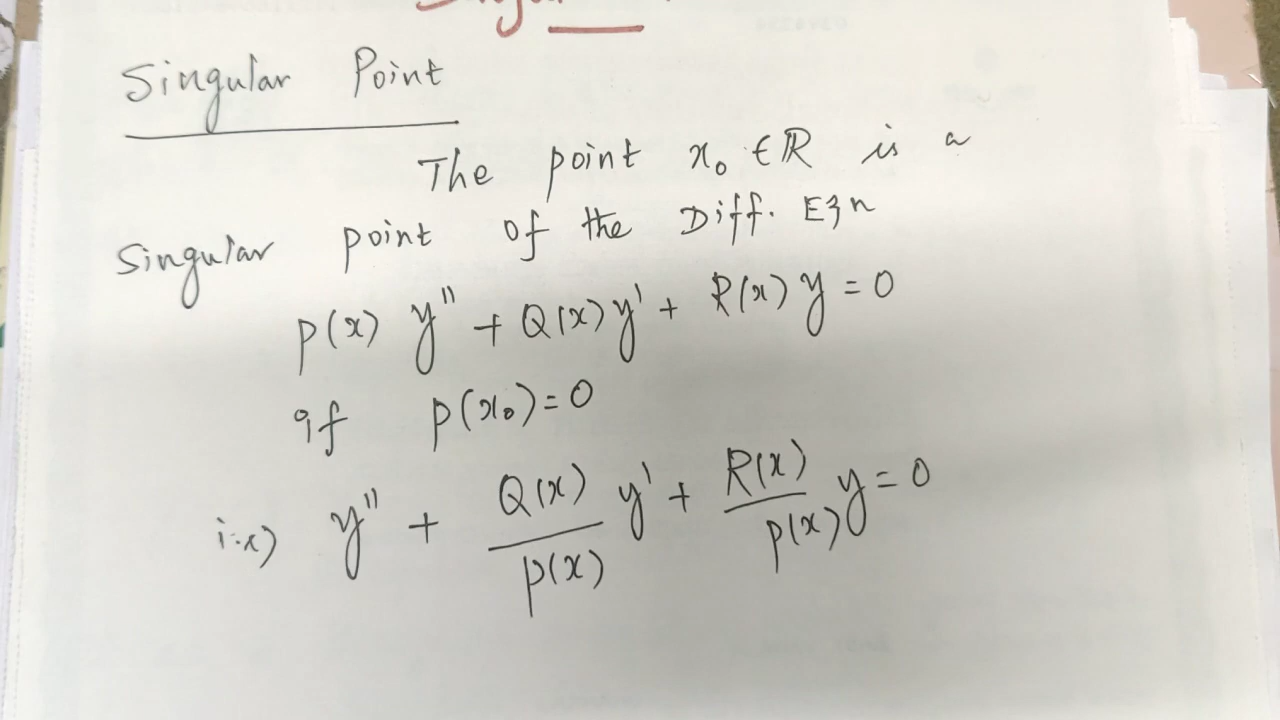 Singular Point
The point x₀ ∈ ℝ is a
Singular point of the Diff. Eqn
P(x) y'' + Q(x) y' + R(x) y = 0
if P(x₀) = 0
i.e) y'' + Q(x)/P(x) y' + R(x)/P(x) y = 0